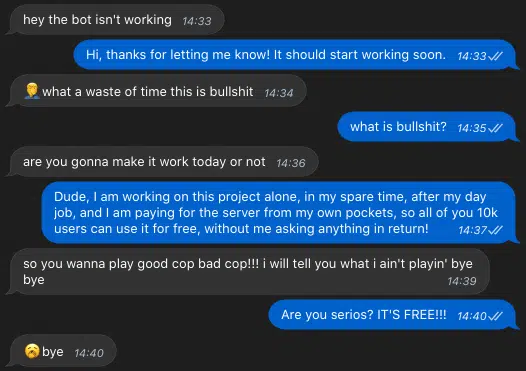 hey the bot isn't working 14:33
Hi, thanks for letting me know! It should start working soon. 14:33
🤦‍♂️what a waste of time this is bullshit 14:34
what is bullshit? 14:35
are you gonna make it work today or not 14:36
Dude, I am working on this project alone, in my spare time, after my day
job, and I am paying for the server from my own pockets, so all of you 10k
users can use it for free, without me asking anything in return! 14:37
so you wanna play good cop bad cop!!! i will tell you what i ain't playin' bye
bye 14:39
Are you serios? IT'S FREE!!! 14:40
🥱bye 14:40